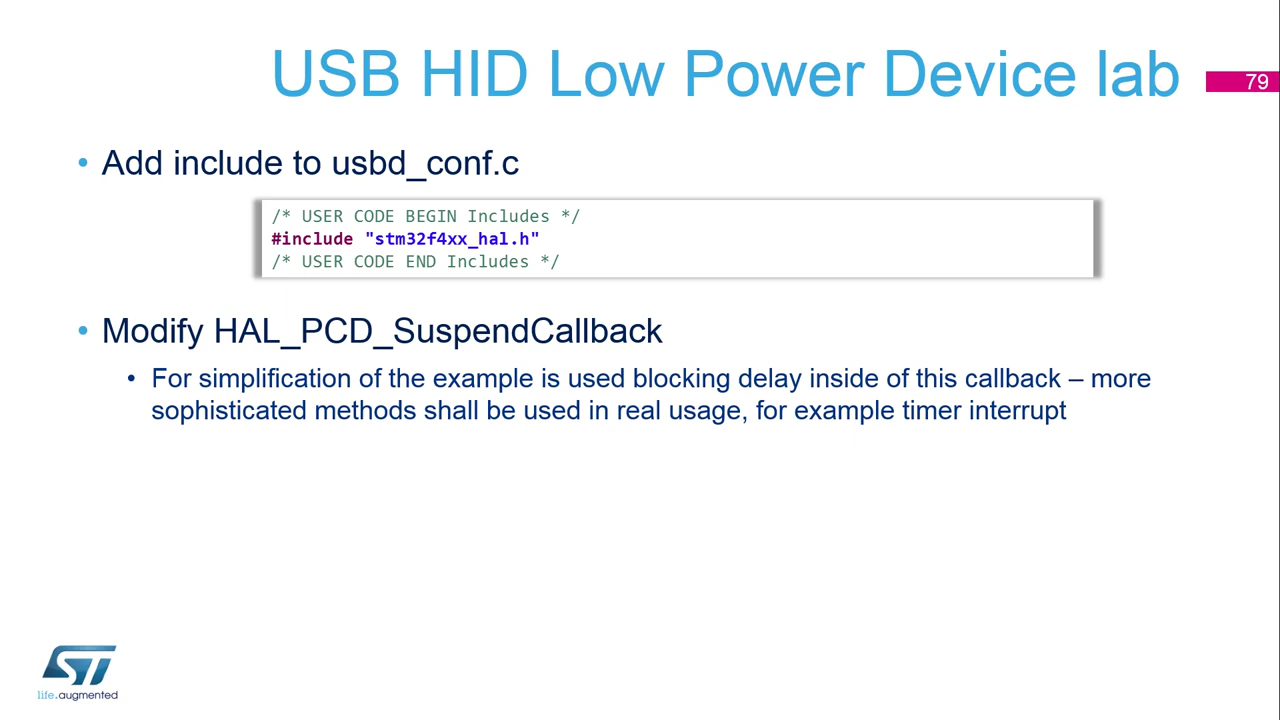 USB HID Low Power Device lab
79
• Add include to usbd_conf.c
/* USER CODE BEGIN Includes */
#include "stm32f4xx_hal.h"
/* USER CODE END Includes */
• Modify HAL_PCD_SuspendCallback
• For simplification of the example is used blocking delay inside of this callback – more
sophisticated methods shall be used in real usage, for example timer interrupt
ST
life.augmented